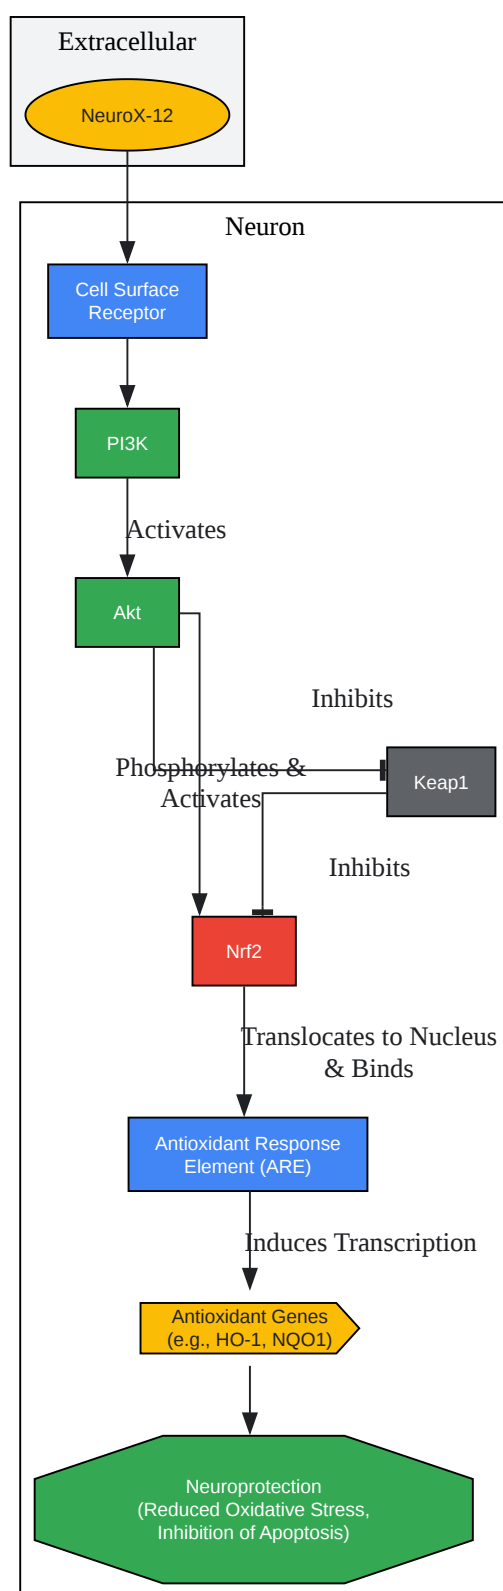 Extracellular
NeuroX-12
Neuron
Cell Surface
Receptor
PI3K
Activates
Akt
Inhibits
Phosphorylates &
Activates
Keap1
Inhibits
Nrf2
Translocates to Nucleus
& Binds
Antioxidant Response
Element (ARE)
Induces Transcription
Antioxidant Genes
(e.g., HO-1, NQO1)
Neuroprotection
(Reduced Oxidative Stress,
Inhibition of Apoptosis)